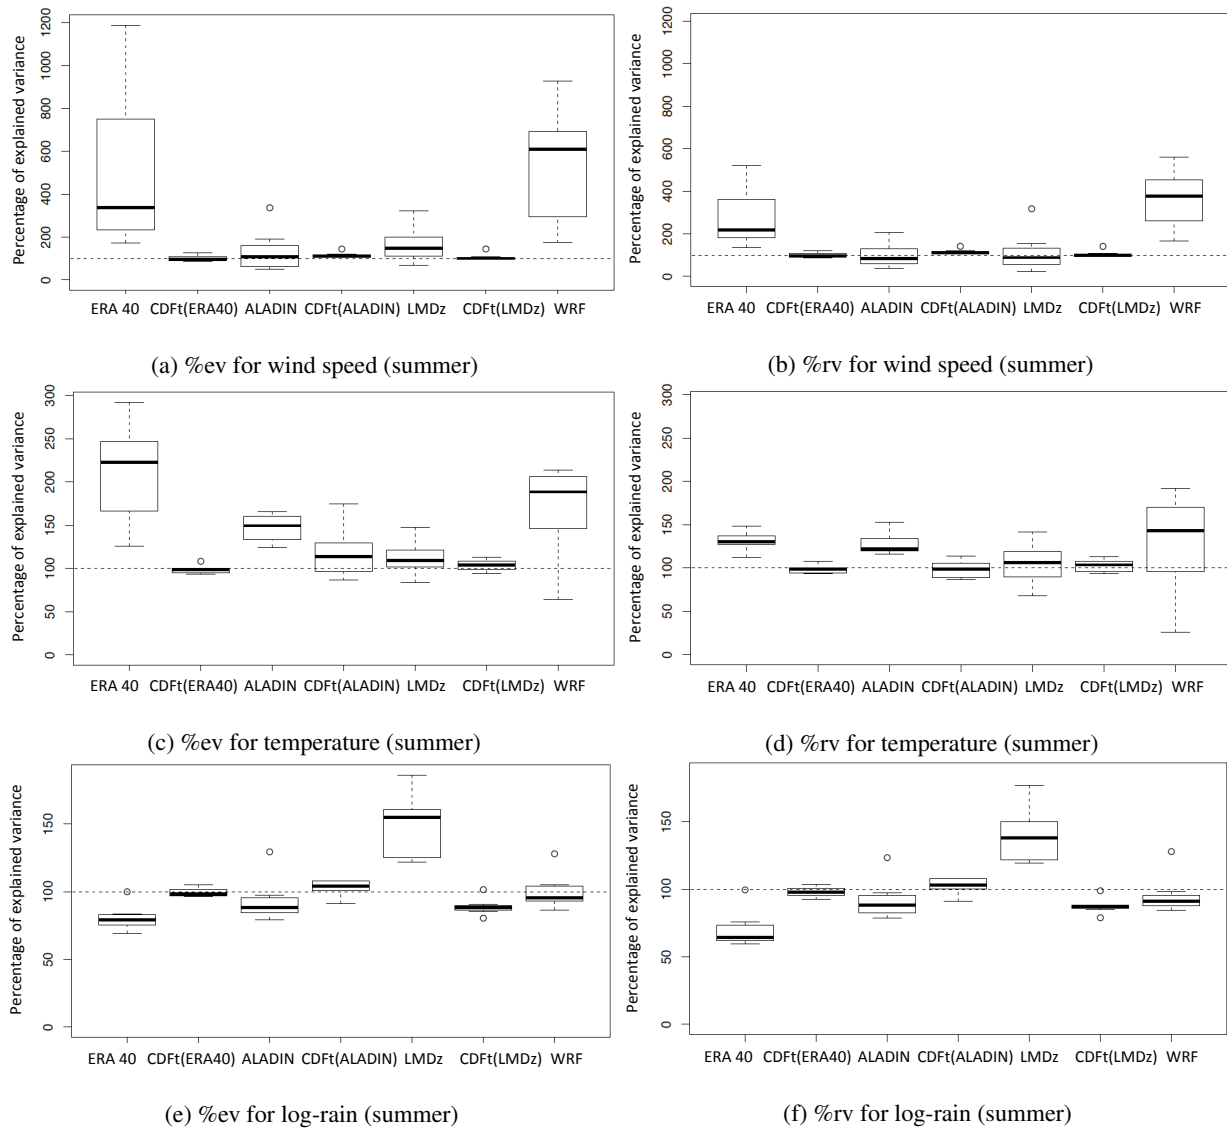 Percentage of explained variance
0 200 400 600 800 1000 1200
ERA 40 CDFt(ERA40) ALADIN CDFt(ALADIN) LMDz CDFt(LMDz) WRF
(a) %ev for wind speed (summer)
Percentage of explained variance
0 200 400 600 800 1000 1200
ERA 40 CDFt(ERA40) ALADIN CDFt(ALADIN) LMDz CDFt(LMDz) WRF
(b) %rv for wind speed (summer)
Percentage of explained variance
0 50 100 150 200 250 300
ERA 40 CDFt(ERA40) ALADIN CDFt(ALADIN) LMDz CDFt(LMDz) WRF
(c) %ev for temperature (summer)
Percentage of explained variance
0 50 100 150 200 250 300
ERA 40 CDFt(ERA40) ALADIN CDFt(ALADIN) LMDz CDFt(LMDz) WRF
(d) %rv for temperature (summer)
Percentage of explained variance
0 50 100 150
ERA 40 CDFt(ERA40) ALADIN CDFt(ALADIN) LMDz CDFt(LMDz) WRF
(e) %ev for log-rain (summer)
Percentage of explained variance
0 50 100 150
ERA 40 CDFt(ERA40) ALADIN CDFt(ALADIN) LMDz CDFt(LMDz) WRF
(f) %rv for log-rain (summer)